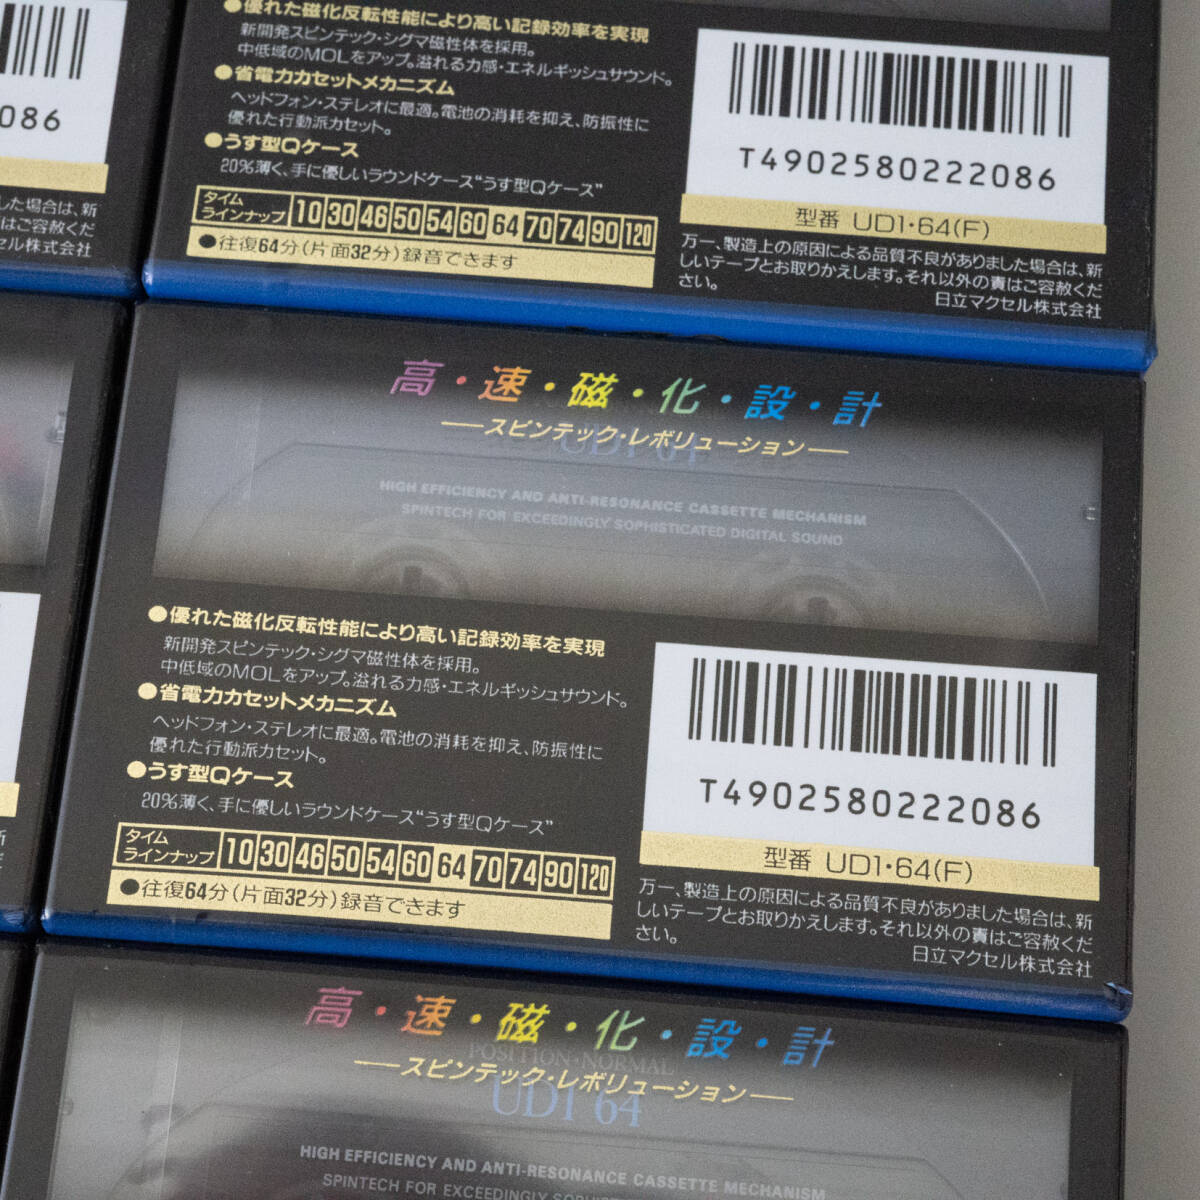 ●優れた磁化反転性能により高い記録効率を実現
新開発スピンテック・シグマ磁性体を採用。
中低域のMOLをアップ。溢れる力感・エネルギッシュサウンド。
●省電力カセットメカニズム
ヘッドフォン・ステレオに最適。電池の消耗を抑え、防振性に
優れた行動派カセット。
●うす型Qケース
20%薄く、手に優しいラウンドケース“うす型Qケース”
タイム
ラインナップ 10 30 46 50 54 60 64 70 74 90 120
●往復64分(片面32分)録音できます
T4902580222086
型番 UD1・64(F)
万一、製造上の原因による品質不良がありました場合は、新
しいテープとお取りかえします。それ以外の責はご容赦くだ
さい。
日立マクセル株式会社
086
した場合は、新
はご容赦くだ
セル株式会社
高・速・磁・化・設・計
―スピンテック・レボリューション―
UD1 64
HIGH EFFICIENCY AND ANTI-RESONANCE CASSETTE MECHANISM
SPINTECH FOR EXCEEDINGLY SOPHISTICATED DIGITAL SOUND
●優れた磁化反転性能により高い記録効率を実現
新開発スピンテック・シグマ磁性体を採用。
中低域のMOLをアップ。溢れる力感・エネルギッシュサウンド。
●省電力カセットメカニズム
ヘッドフォン・ステレオに最適。電池の消耗を抑え、防振性に
優れた行動派カセット。
●うす型Qケース
20%薄く、手に優しいラウンドケース“うす型Qケース”
タイム
ラインナップ 10 30 46 50 54 60 64 70 74 90 120
●往復64分(片面32分)録音できます
T4902580222086
型番 UD1・64(F)
万一、製造上の原因による品質不良がありました場合は、新
しいテープとお取りかえします。それ以外の責はご容赦くだ
さい。
日立マクセル株式会社
高・速・磁・化・設・計
POSITION・NORMAL
―スピンテック・レボリューション―
UD1 64
HIGH EFFICIENCY AND ANTI-RESONANCE CASSETTE MECHANISM
SPINTECH FOR EXCEEDINGLY